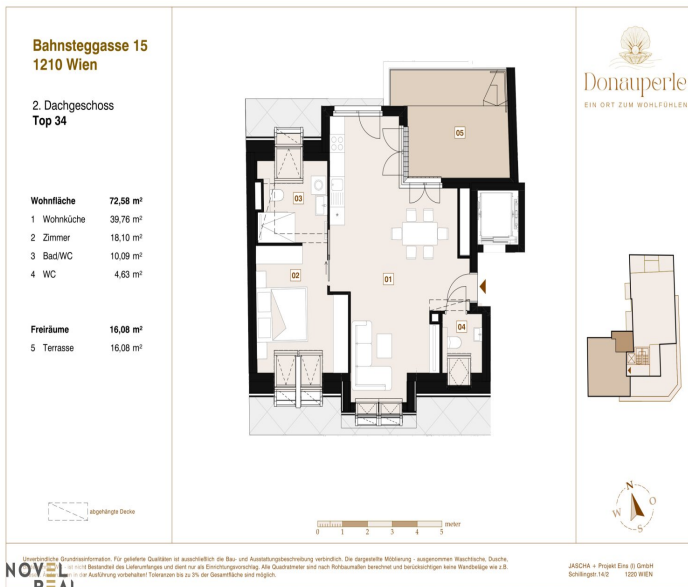 Bahnsteggasse 15
1210 Wien
2. Dachgeschoss
Top 34
Wohnfläche 72,58 m²
1 Wohnküche 39,76 m²
2 Zimmer 18,10 m²
3 Bad/WC 10,09 m²
4 WC 4,63 m²
Freiräume 16,08 m²
5 Terrasse 16,08 m²
abgehängte Decke
05
03
02
01
04
0 1 2 3 4 5 meter
Donauperle
EIN ORT ZUM WOHLFÜHLEN
N
O
W
S
Unverbindliche Grundrissinformation. Für gelieferte Qualitäten ist ausschließlich die Bau- und Ausstattungsbeschreibung verbindlich. Die dargestellte Möblierung - ausgenommen Waschtische, Dusche,
ist nicht Bestandteil des Lieferumfanges und dient nur als Einrichtungsvorschlag. Alle Quadratmeter sind nach Rohbaumaßen berechnet und berücksichtigen keine Wandbeläge wie z.B.
in der Ausführung vorbehalten! Toleranzen bis zu 3% der Gesamtfläche sind möglich.
NOVEL
JASCHA + Projekt Eins (I) GmbH
Schillingstr.14/2 1220 WIEN